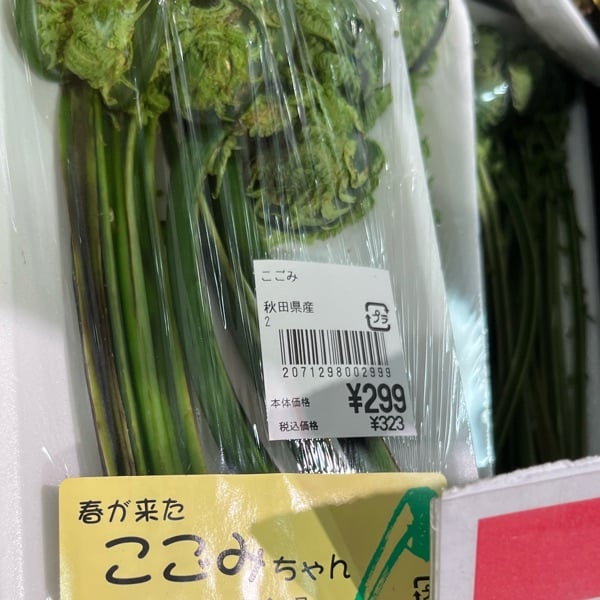 こごみ
秋田県産
2
プラ
2071298002999
本体価格 ¥299
税込価格 ¥323
春が来た
こごみちゃん